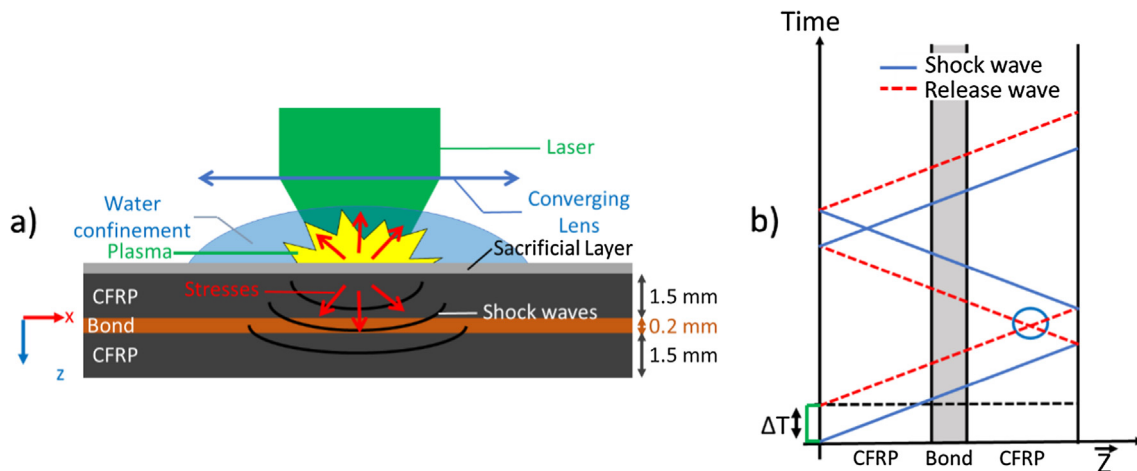 a)
Laser
Water
confinement
Plasma
Converging
Lens
Sacrificial Layer
CFRP
Stresses
Shock waves
1.5 mm
x
Bond
0.2 mm
z
CFRP
1.5 mm
b)
Time
Shock wave
Release wave
ΔT
CFRP
Bond
CFRP
Z